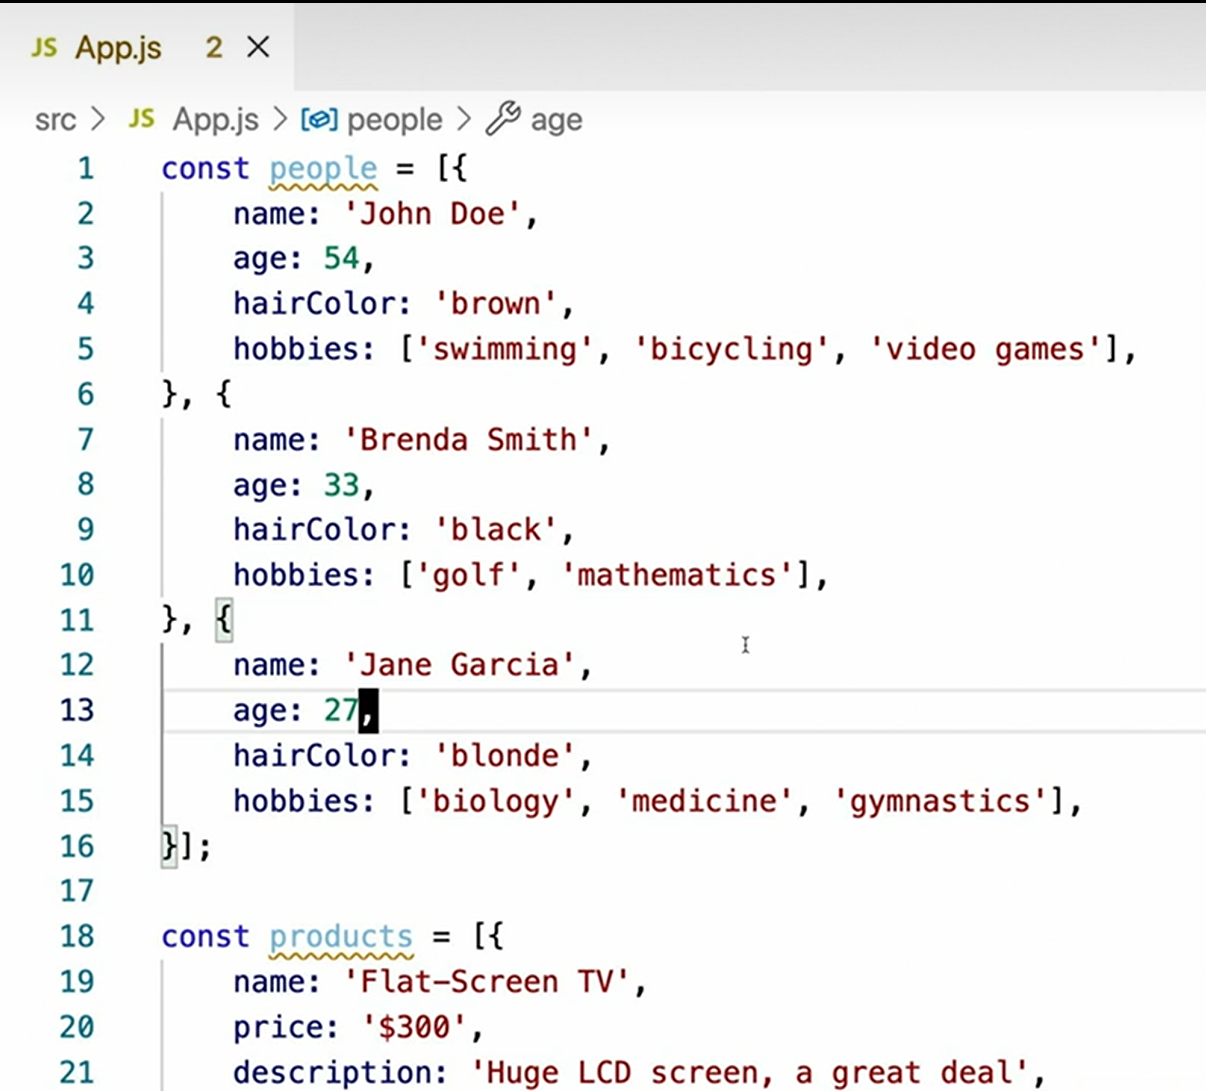 JS App.js 2 ×
src > JS App.js > people > age
1 const people = [{
2     name: 'John Doe',
3     age: 54,
4     hairColor: 'brown',
5     hobbies: ['swimming', 'bicycling', 'video games'],
6 }, {
7     name: 'Brenda Smith',
8     age: 33,
9     hairColor: 'black',
10     hobbies: ['golf', 'mathematics'],
11 }, {
12     name: 'Jane Garcia',
13     age: 27,
14     hairColor: 'blonde',
15     hobbies: ['biology', 'medicine', 'gymnastics'],
16 }];
17
18 const products = [{
19     name: 'Flat-Screen TV',
20     price: '$300',
21     description: 'Huge LCD screen, a great deal',